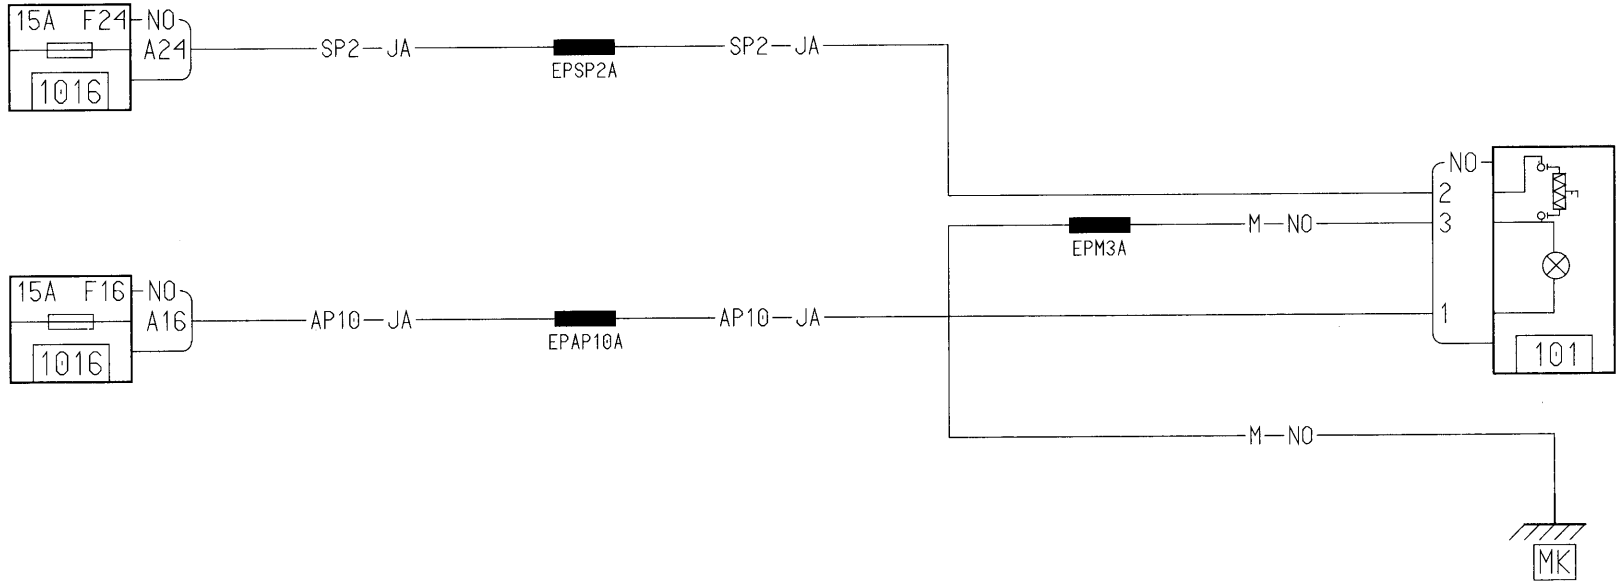 15A F24 NO
A24
1016
SP2 JA
EPSP2A
SP2 JA
NO
2
3
1
101
EPM3A
M NO
15A F16 NO
A16
1016
AP10 JA
EPAP10A
AP10 JA
M NO
MK